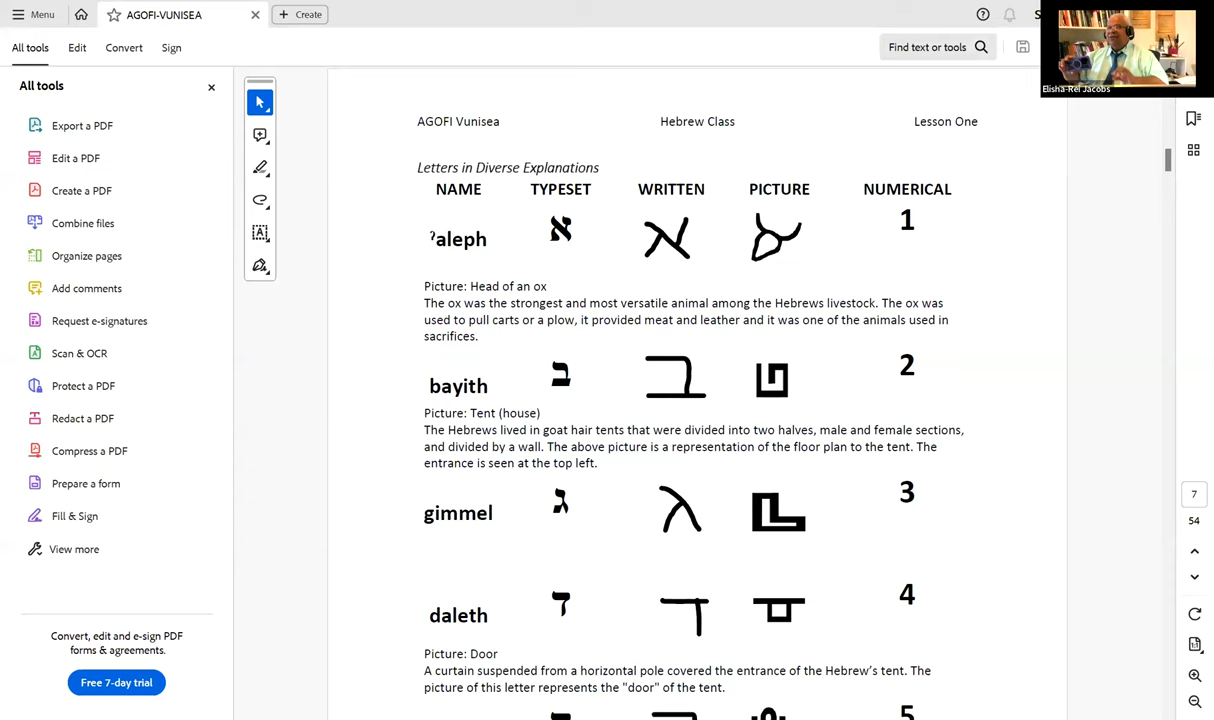 Menu
AGOFI-VUNISEA
Create
All tools Edit Convert Sign
Find text or tools
Elisha-Rei Jacobs
All tools
Export a PDF
Edit a PDF
Create a PDF
Combine files
Organize pages
Add comments
Request e-signatures
Scan & OCR
Protect a PDF
Redact a PDF
Compress a PDF
Prepare a form
Fill & Sign
View more
Convert, edit and e-sign PDF
forms & agreements.
Free 7-day trial
AGOFI Vunisea Hebrew Class Lesson One
Letters in Diverse Explanations
NAME TYPESET WRITTEN PICTURE NUMERICAL
ʾaleph א א 1
Picture: Head of an ox
The ox was the strongest and most versatile animal among the Hebrews livestock. The ox was
used to pull carts or a plow, it provided meat and leather and it was one of the animals used in
sacrifices.
bayith ב ב 2
Picture: Tent (house)
The Hebrews lived in goat hair tents that were divided into two halves, male and female sections,
and divided by a wall. The above picture is a representation of the floor plan to the tent. The
entrance is seen at the top left.
gimmel ג ג 3
daleth ד ד 4
Picture: Door
A curtain suspended from a horizontal pole covered the entrance of the Hebrew's tent. The
picture of this letter represents the "door" of the tent.
5
7
54